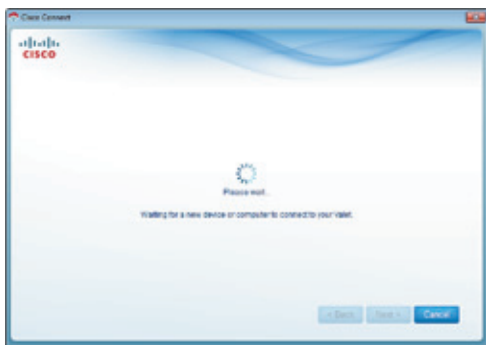 Cisco Connect
CISCO
Please wait...
Waiting for a new device or computer to connect to your Valet.
< Back
Next >
Cancel